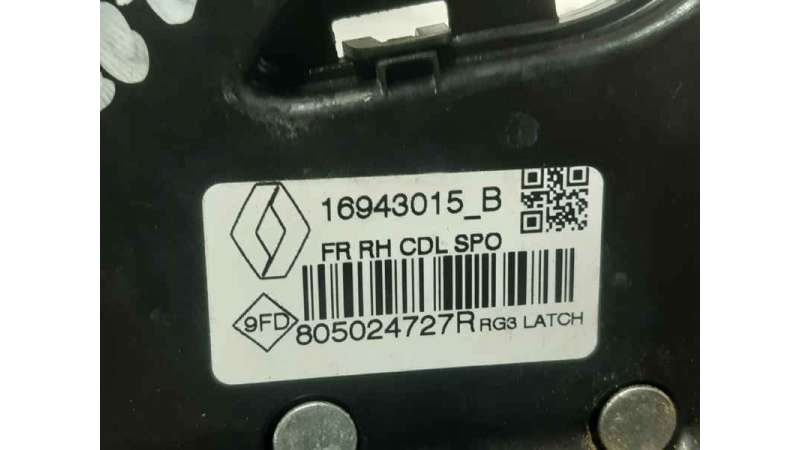 16943015_B
FR RH CDL SPO
9FD 805024727R RG3 LATCH